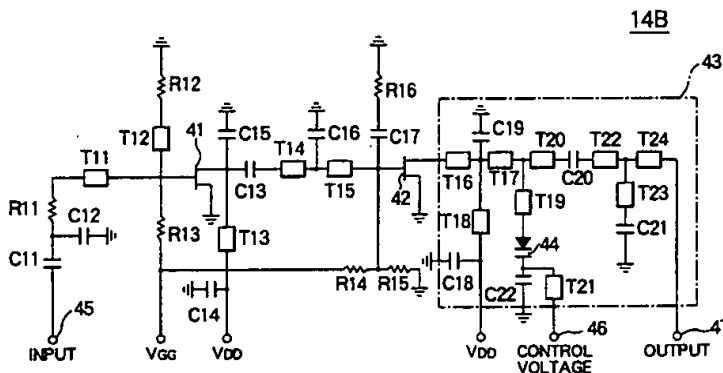 14B
43
R12
R16
T12
41
C15
C16
C17
C19
T20
T22
T24
T11
T14
C13
T15
42
T16
T17
C20
R11
C12
R13
T13
T18
T19
T23
C21
C11
44
R14
R15
C18
C22
T21
C14
45
46
INPUT
VGG
VDD
VDD
CONTROL
VOLTAGE
OUTPUT